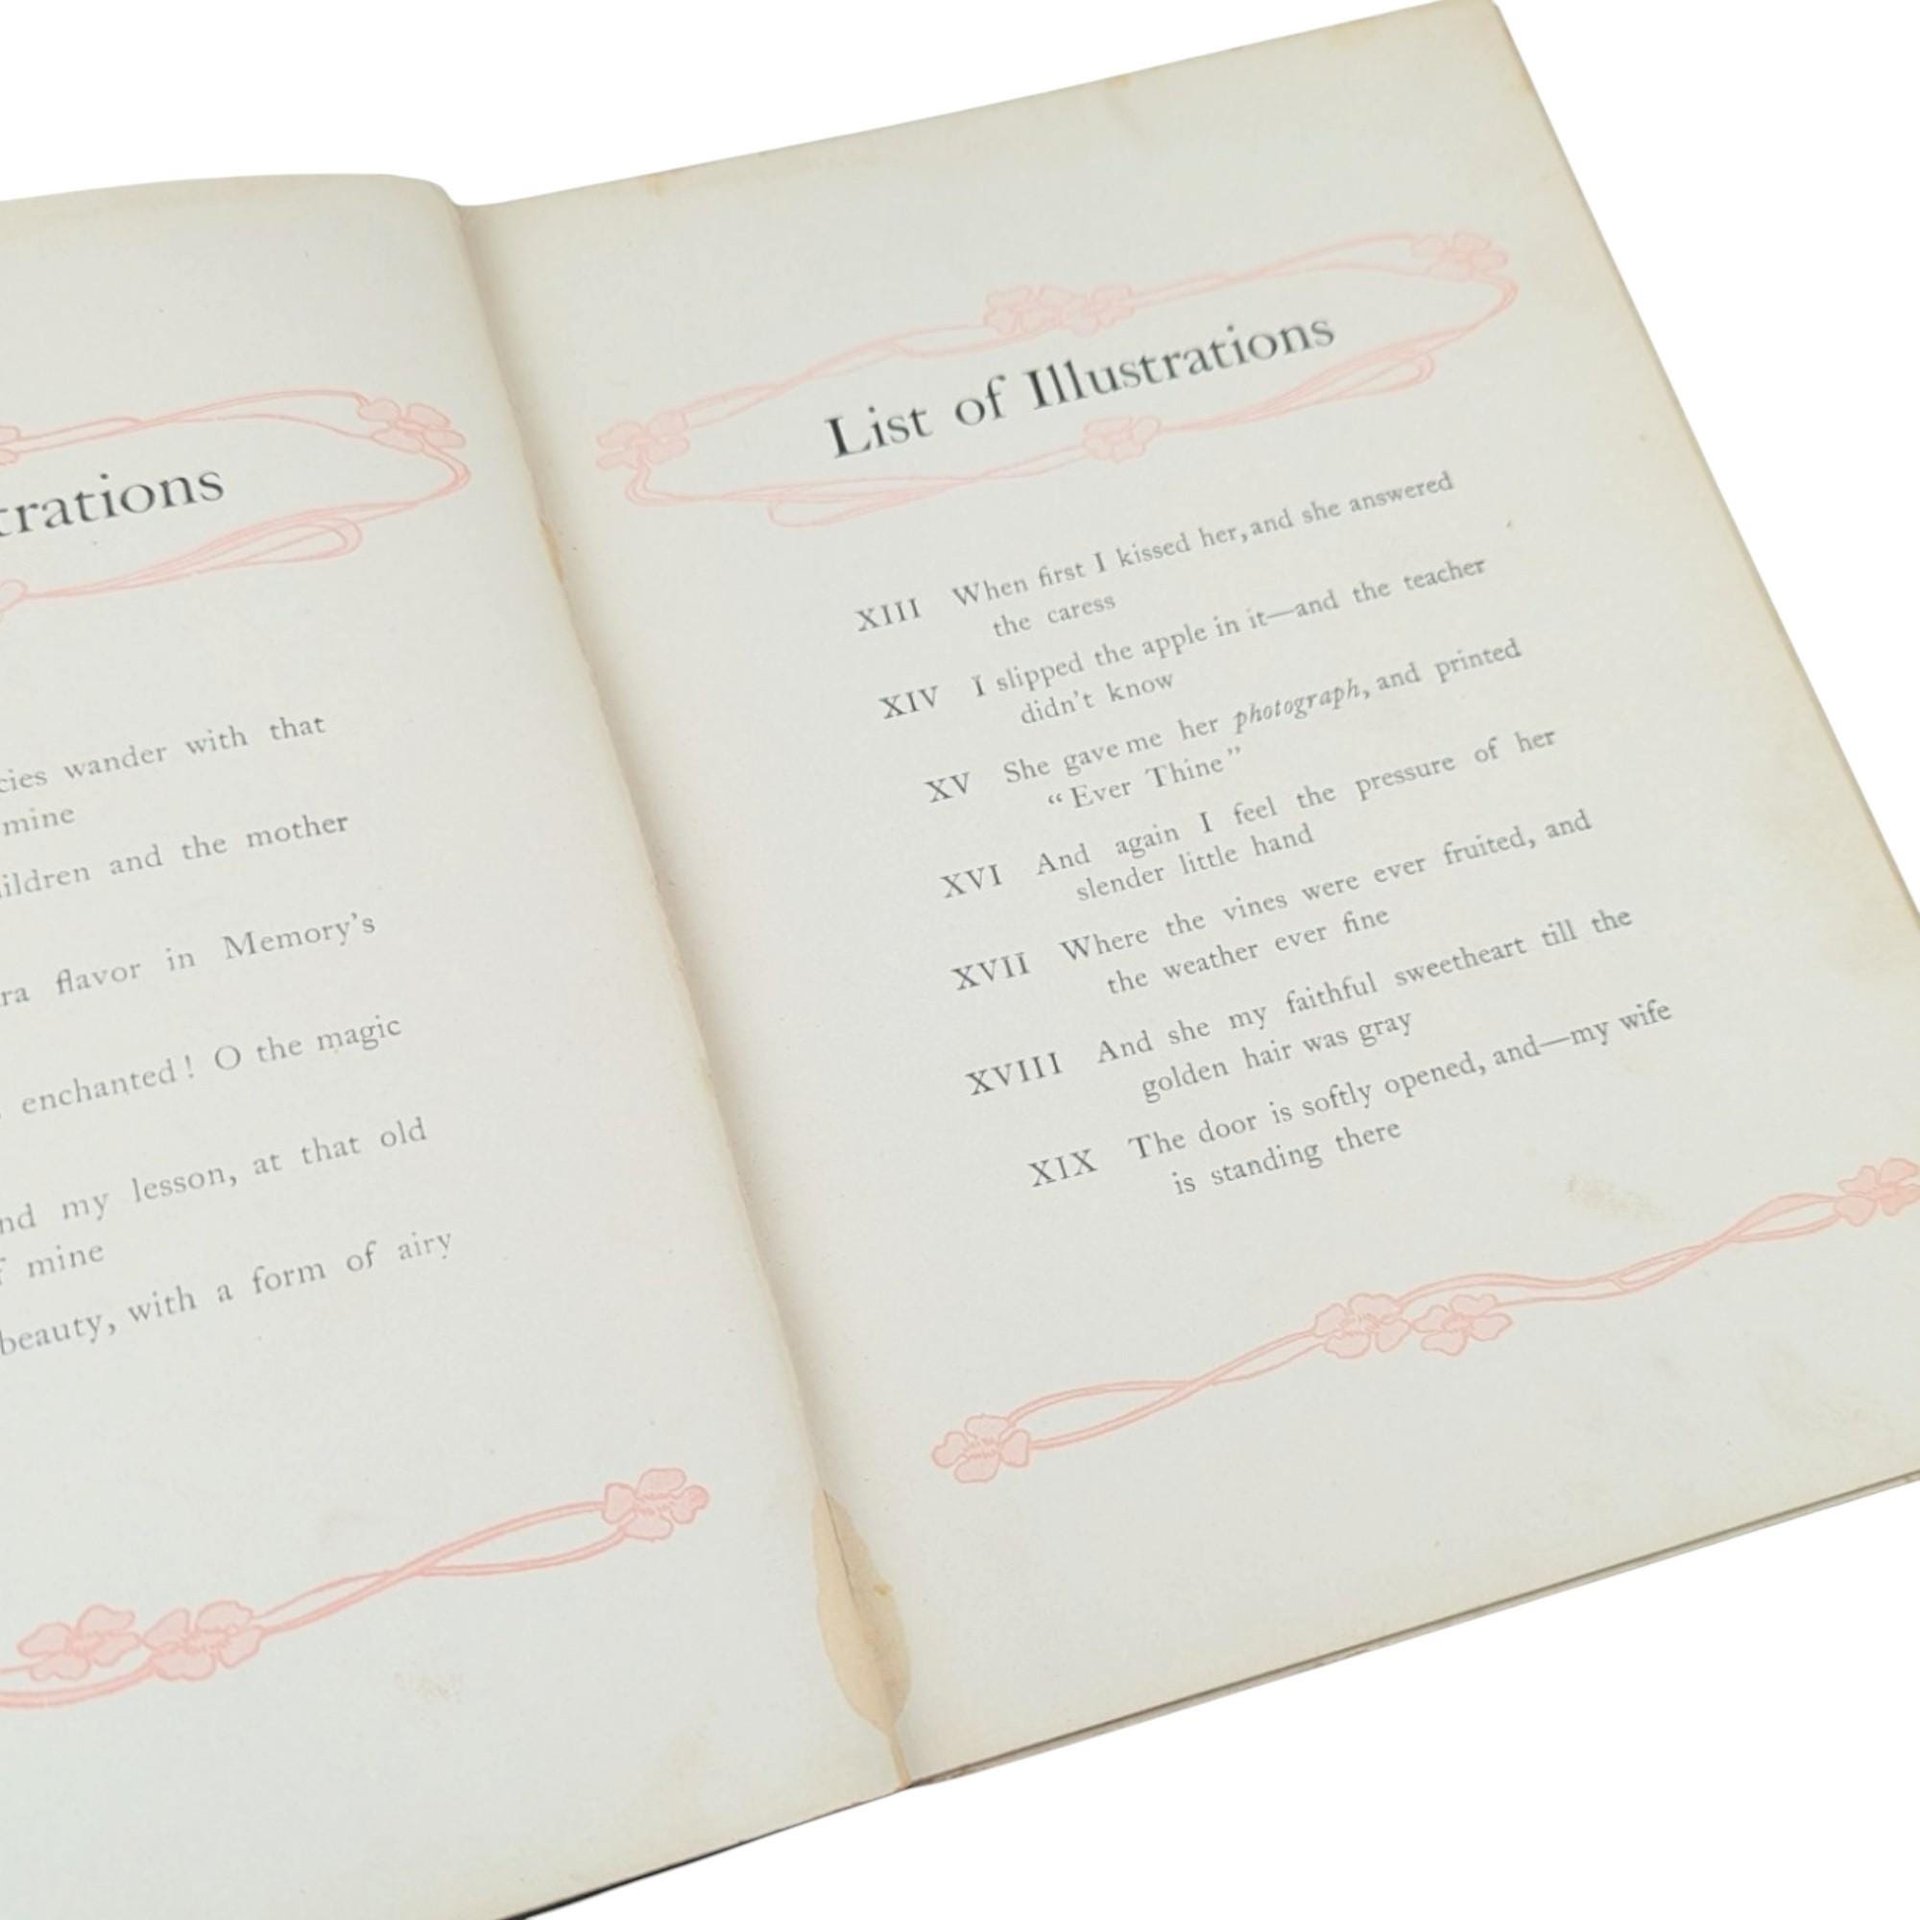 trations
cies wander with that
mine
ildren and the mother
ra flavor in Memory's
enchanted! O the magic
nd my lesson, at that old
f mine
beauty, with a form of airy
List of Illustrations
XIII When first I kissed her, and she answered
the caress
XIV I slipped the apple in it—and the teacher
didn't know
XV She gave me her photograph, and printed
“Ever Thine”
XVI And again I feel the pressure of her
slender little hand
XVII Where the vines were ever fruited, and
the weather ever fine
XVIII And she my faithful sweetheart till the
golden hair was gray
XIX The door is softly opened, and—my wife
is standing there